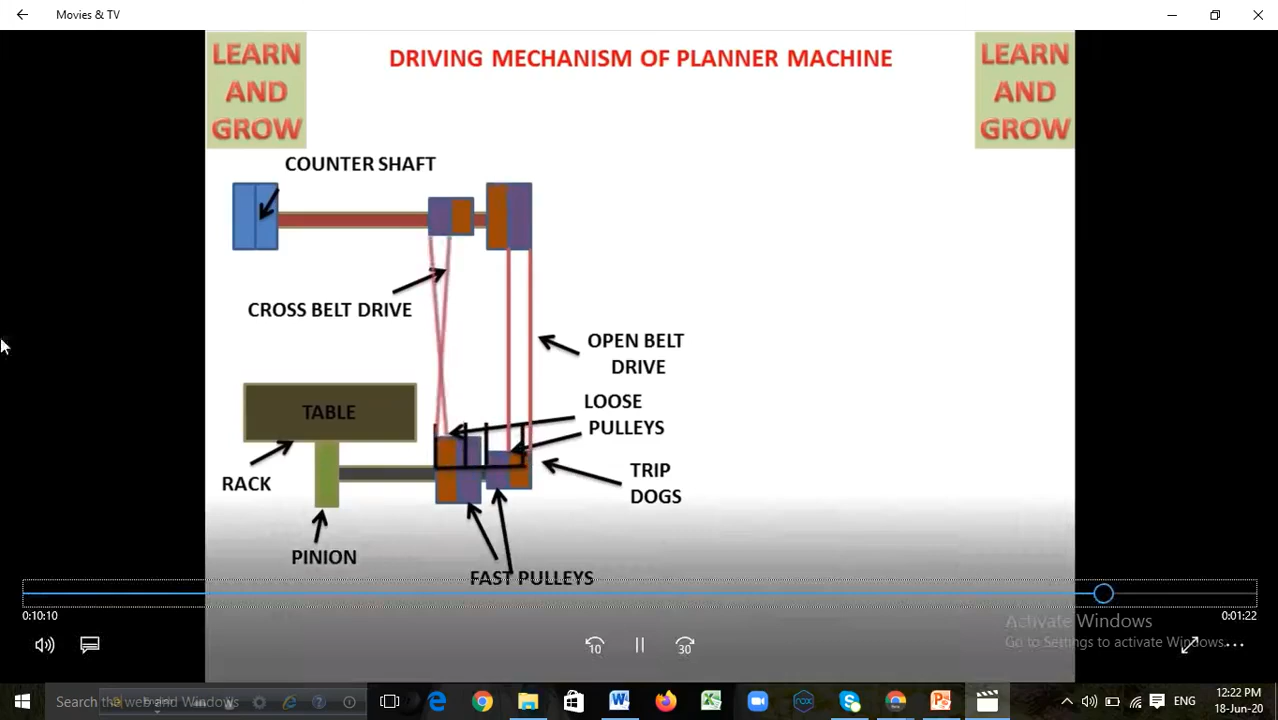 Movies & TV
LEARN
AND
GROW
DRIVING MECHANISM OF PLANNER MACHINE
LEARN
AND
GROW
COUNTER SHAFT
CROSS BELT DRIVE
OPEN BELT
DRIVE
LOOSE
PULLEYS
TABLE
TRIP
DOGS
RACK
PINION
FAST PULLEYS
0:10:10
0:01:22
Activate Windows
Go to Settings to activate Windows.
10
30
Search the web and Windows
English
ENG
12:22 PM
18-Jun-20